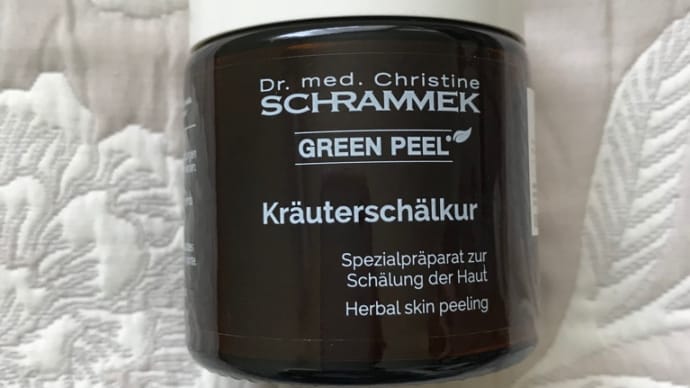 Dr. med. Christine
SCHRAMMEK
GREEN PEEL®
Kräuterschälkur
Spezialpräparat zur
Schälung der Haut
Herbal skin peeling